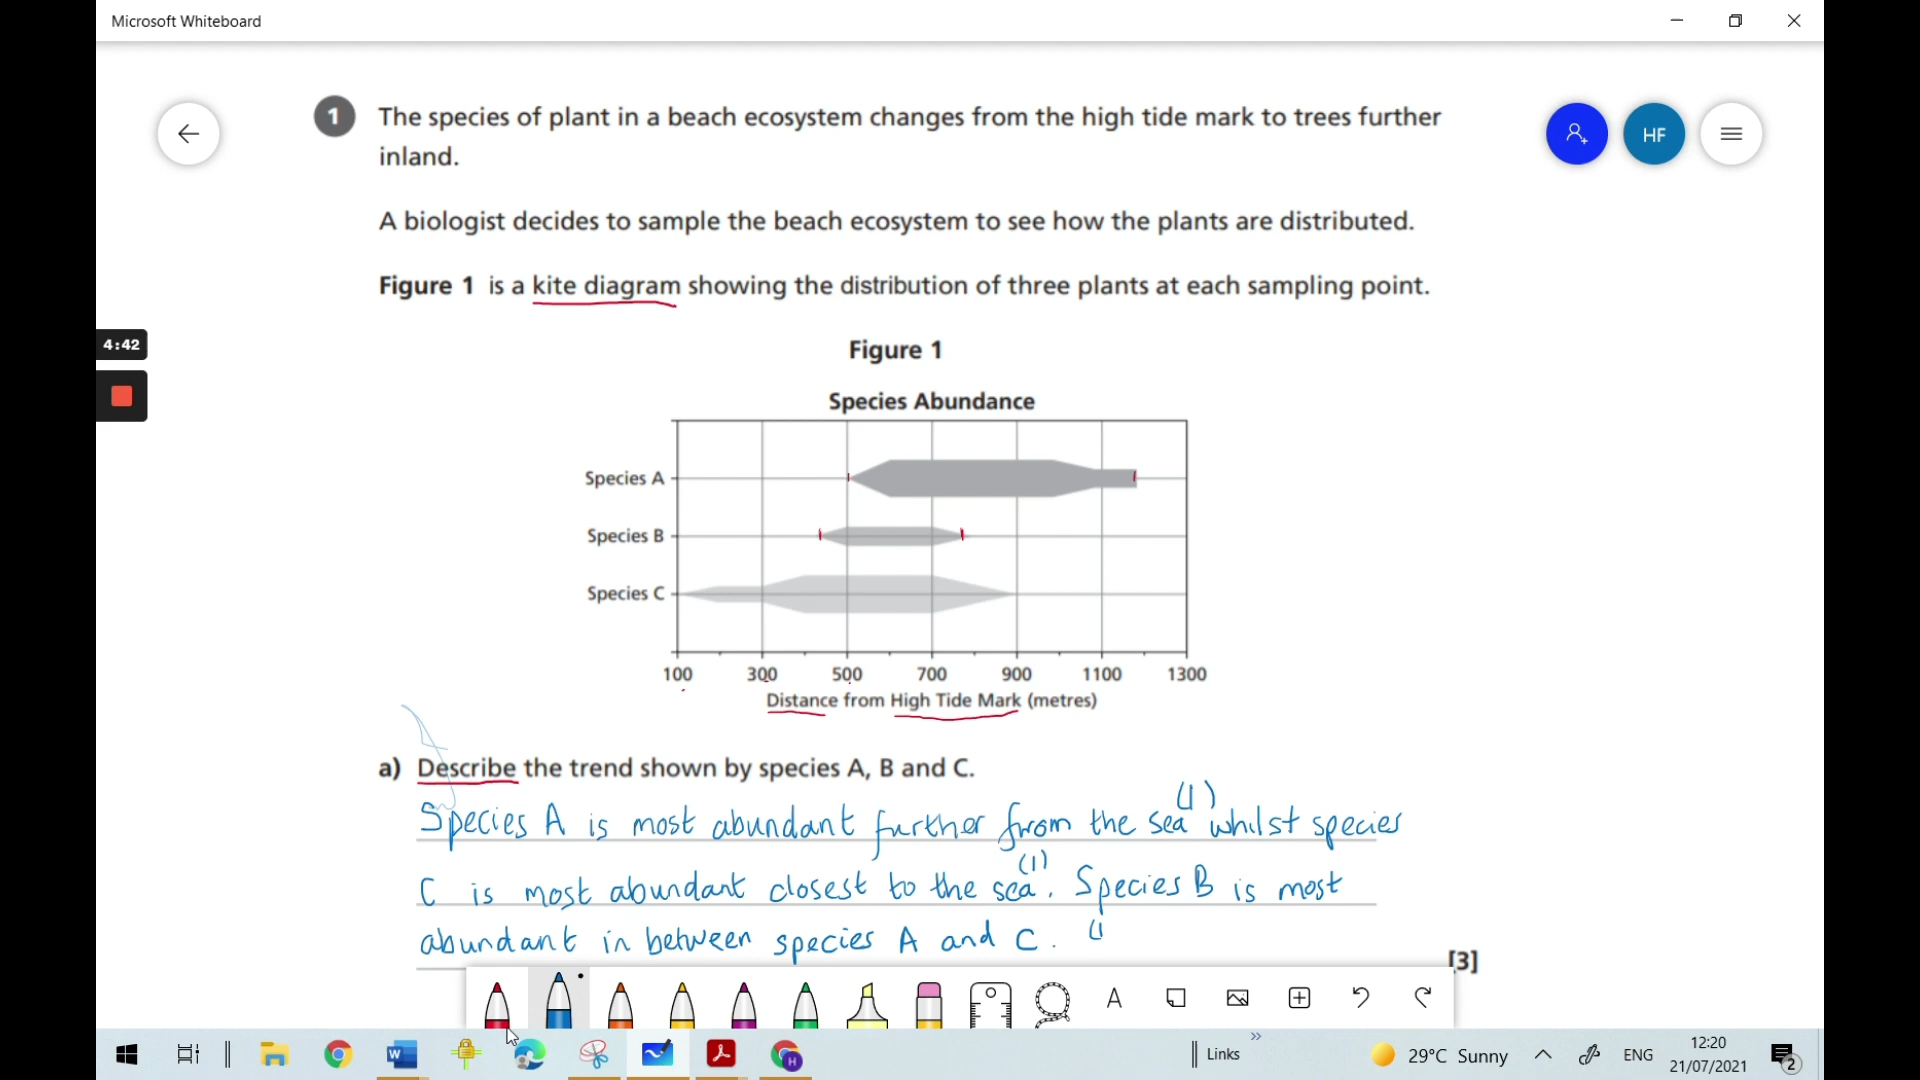 Microsoft Whiteboard
1 The species of plant in a beach ecosystem changes from the high tide mark to trees further
inland.
HF
A biologist decides to sample the beach ecosystem to see how the plants are distributed.
Figure 1 is a kite diagram showing the distribution of three plants at each sampling point.
4:42
Figure 1
Species Abundance
Species A
Species B
Species C
100 300 500 700 900 1100 1300
Distance from High Tide Mark (metres)
a) Describe the trend shown by species A, B and C.
Species A is most abundant further from the sea (1) whilst species
C is most abundant closest to the sea (1). Species B is most
abundant in between species A and C. (1
[3]
Links
29°C Sunny
ENG
12:20
21/07/2021
2